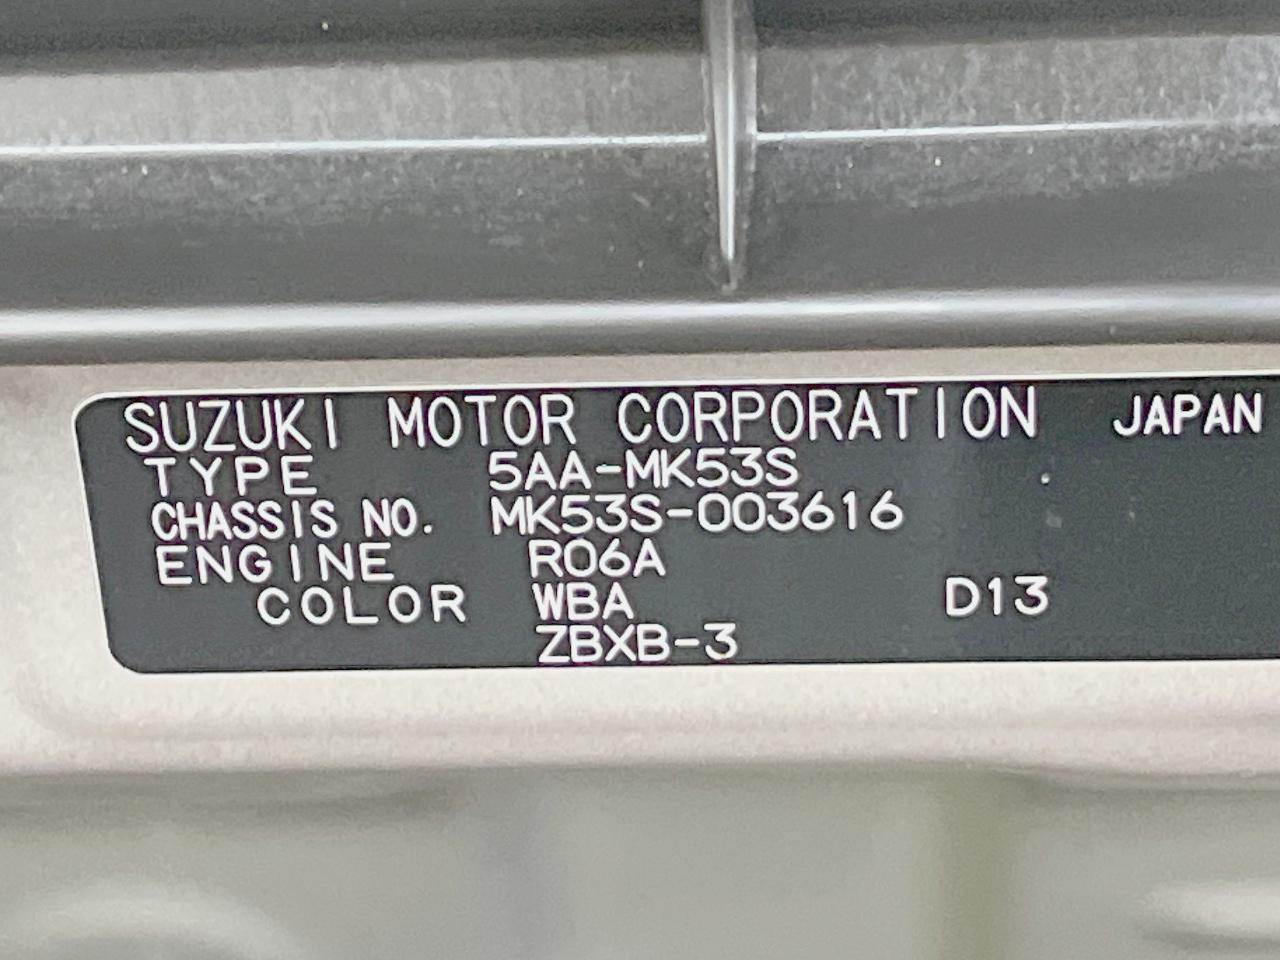 SUZUKI MOTOR CORPORATION JAPAN
TYPE 5AA-MK53S
CHASSIS NO. MK53S-003616
ENGINE R06A
COLOR WBA D13
ZBXB-3